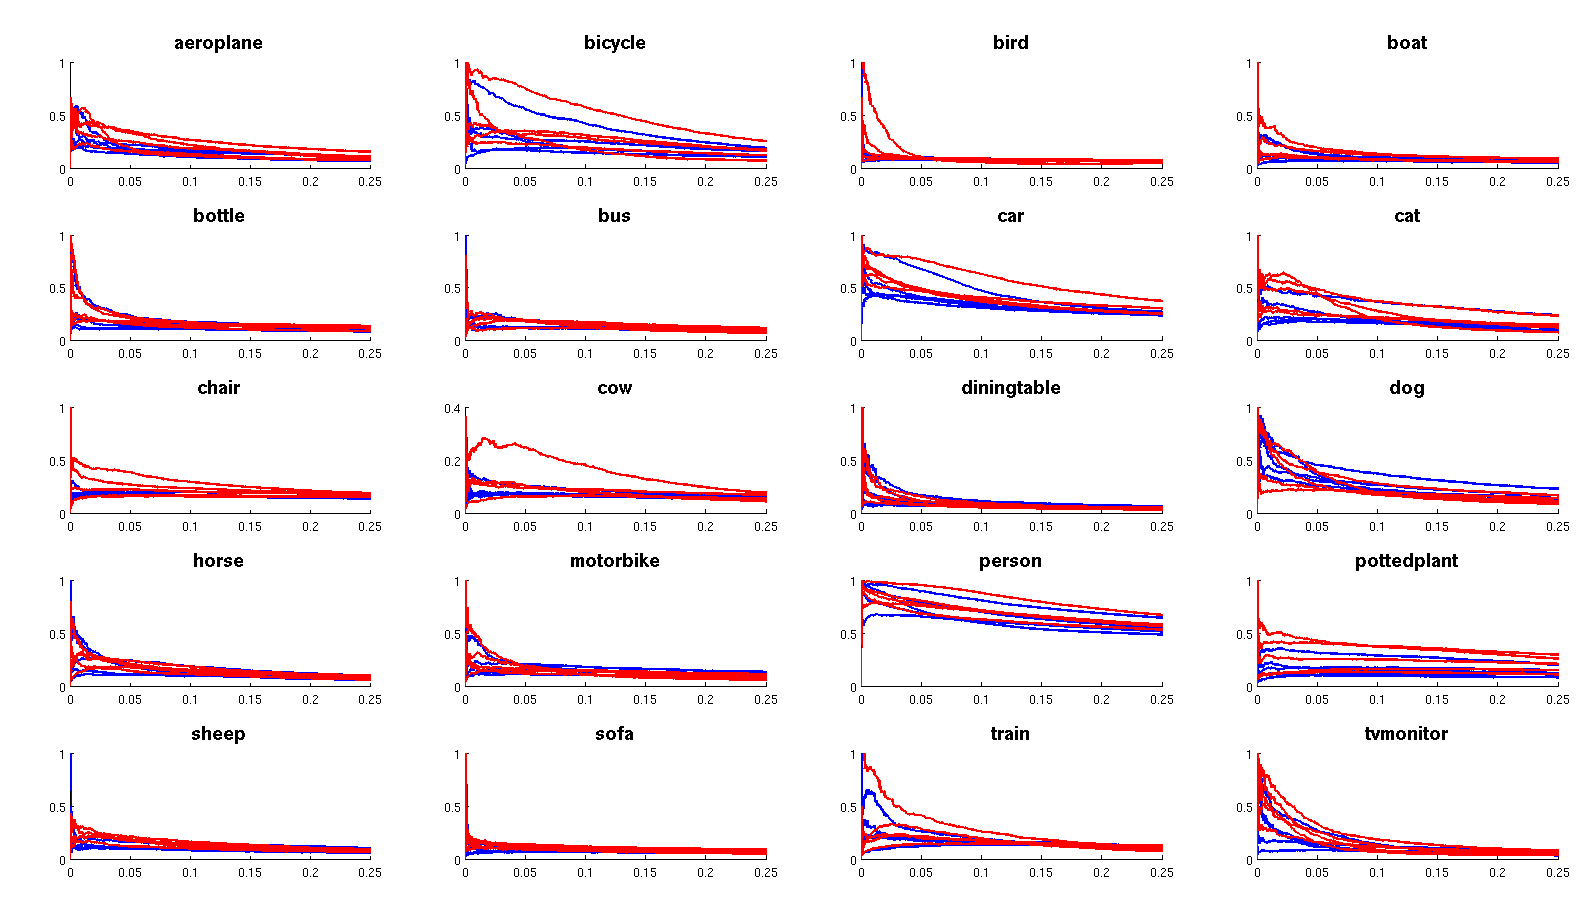 aeroplane bicycle bird boat
1 1 1 1
0.5 0.5 0.5 0.5
0 0 0 0
0 0.05 0.1 0.15 0.2 0.25 0 0.05 0.1 0.15 0.2 0.25 0 0.05 0.1 0.15 0.2 0.25 0 0.05 0.1 0.15 0.2 0.25
bottle bus car cat
1 1 1 1
0.5 0.5 0.5 0.5
0 0 0 0
0 0.05 0.1 0.15 0.2 0.25 0 0.05 0.1 0.15 0.2 0.25 0 0.05 0.1 0.15 0.2 0.25 0 0.05 0.1 0.15 0.2 0.25
chair cow diningtable dog
1 0.4 1 1
0.5 0.2 0.5 0.5
0 0 0 0
0 0.05 0.1 0.15 0.2 0.25 0 0.05 0.1 0.15 0.2 0.25 0 0.05 0.1 0.15 0.2 0.25 0 0.05 0.1 0.15 0.2 0.25
horse motorbike person pottedplant
1 1 1 1
0.5 0.5 0.5 0.5
0 0 0 0
0 0.05 0.1 0.15 0.2 0.25 0 0.05 0.1 0.15 0.2 0.25 0 0.05 0.1 0.15 0.2 0.25 0 0.05 0.1 0.15 0.2 0.25
sheep sofa train tvmonitor
1 1 1 1
0.5 0.5 0.5 0.5
0 0 0 0
0 0.05 0.1 0.15 0.2 0.25 0 0.05 0.1 0.15 0.2 0.25 0 0.05 0.1 0.15 0.2 0.25 0 0.05 0.1 0.15 0.2 0.25